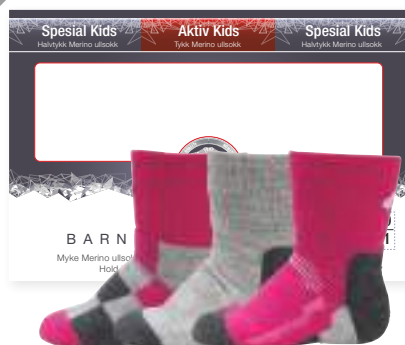 Spesial Kids
Aktiv Kids
Spesial Kids
Halvtykk Merino ullsokk
Tykk Merino ullsokk
Halvtykk Merino ullsokk
BARN
Myke Merino
Hold